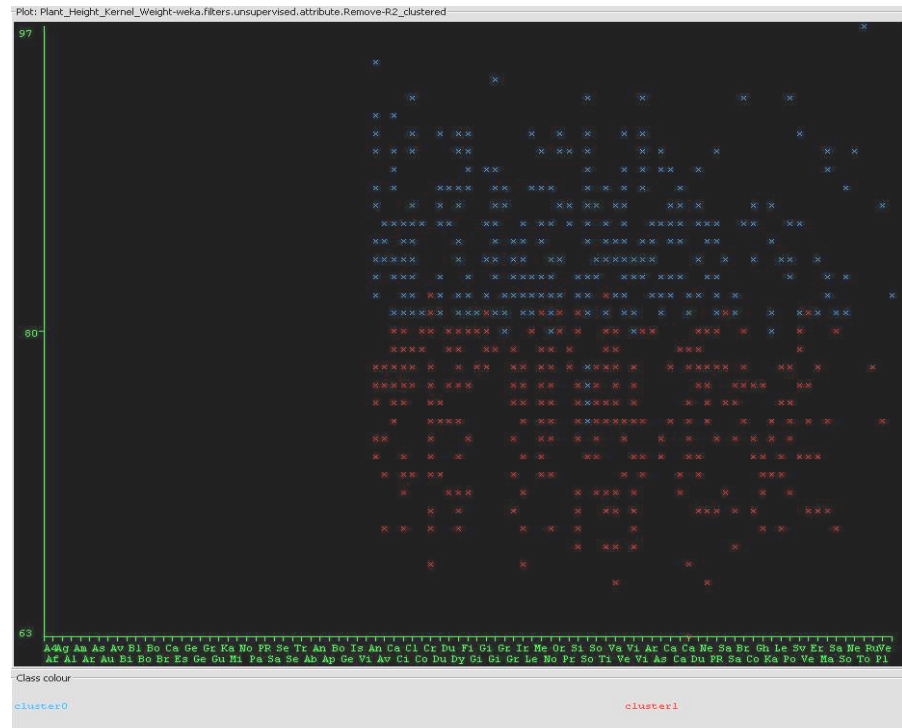 Plot: Plant_Height_Kernel_Weight-weka.filters.unsupervised.attribute.Remove-R2_clustered
97
80
63
A4Ag Am As Av Bl Bo Ca Ge Gr Ka No PR Se Tr An Bo Is An Ca Cl Cr Du Fi Gi Gr Ir Me Or Si So Va Vi Ar Ca Ca Ne Sa Br Gh Le Sv Er Sa Ne RuVe
Af Al Ar Au Bi Bo Br Es Ge Gu Mi Pa Sa Se Ab Ap Ge Vi Av Ci Co Du Dy Gi Gi Gr Le No Pr So Ti Ve Vi As Ca Du PR Sa Co Ka Po Ve Ma So To Pl
Class colour
cluster0
cluster1